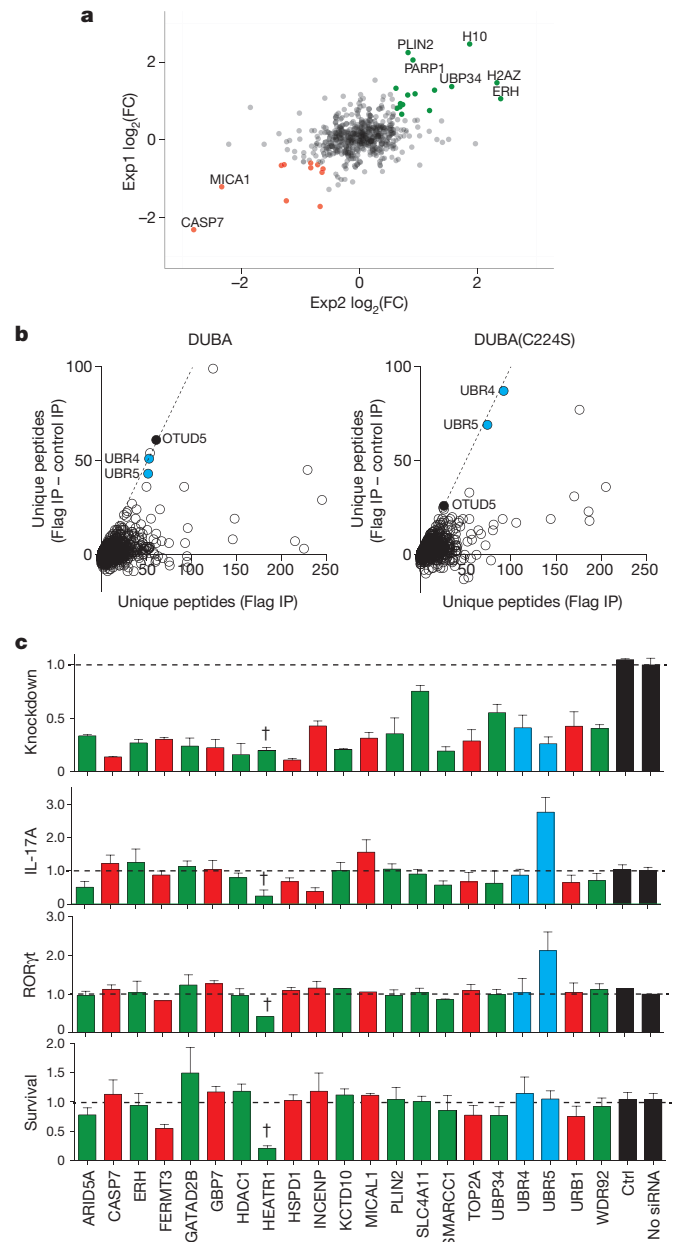 a
Exp1 log2(FC)
2
0
−2
PLIN2
H10
PARP1
UBP34
H2AZ
ERH
MICA1
CASP7
−2
0
2
Exp2 log2(FC)
b
DUBA
Unique peptides
(Flag IP − control IP)
100
50
0
OTUD5
UBR4
UBR5
50
100
150
200
250
Unique peptides (Flag IP)
DUBA(C224S)
Unique peptides
(Flag IP − control IP)
100
50
0
UBR4
UBR5
OTUD5
50
100
150
200
250
Unique peptides (Flag IP)
c
Knockdown
1.0
0.5
0
†
IL-17A
3.0
2.0
1.0
0
†
RORγt
3.0
2.0
1.0
0
†
Survival
2.0
1.5
1.0
0.5
0
†
ARID5A
CASP7
ERH
FERMT3
GATAD2B
GBP7
HDAC1
HEATR1
HSPD1
INCENP
KCTD10
MICAL1
PLIN2
SLC4A11
SMARCC1
TOP2A
UBP34
UBR4
UBR5
URB1
WDR92
Ctrl
No siRNA